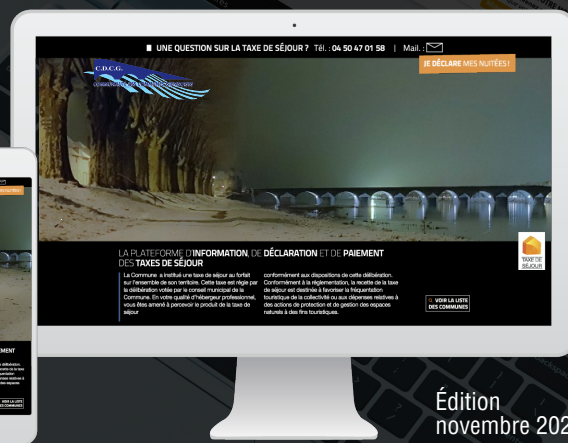 UNE QUESTION SUR LA TAXE DE SÉJOUR ? Tél. : 04 50 47 01 58 | Mail. :
JE DÉCLARE MES NUITÉES !
C.D.C.G.
LA PLATEFORME D'INFORMATION, DE DÉCLARATION ET DE PAIEMENT
DES TAXES DE SÉJOUR
La Commune a institué une taxe de séjour au forfait
sur l'ensemble de son territoire. Cette taxe est régie par
la délibération votée par le conseil municipal de la
Commune. En votre qualité d'hébergeur professionnel,
vous êtes amené à percevoir le produit de la taxe de
séjour
conformément aux dispositions de cette délibération.
Conformément à la réglementation, la recette de la taxe
de séjour est destinée à favoriser la fréquentation
touristique de la collectivité ou aux dépenses relatives à
des actions de protection et de gestion des espaces
naturels à des fins touristiques.
TAXE DE
SÉJOUR
VOIR LA LISTE
DES COMMUNES
Édition
novembre 202